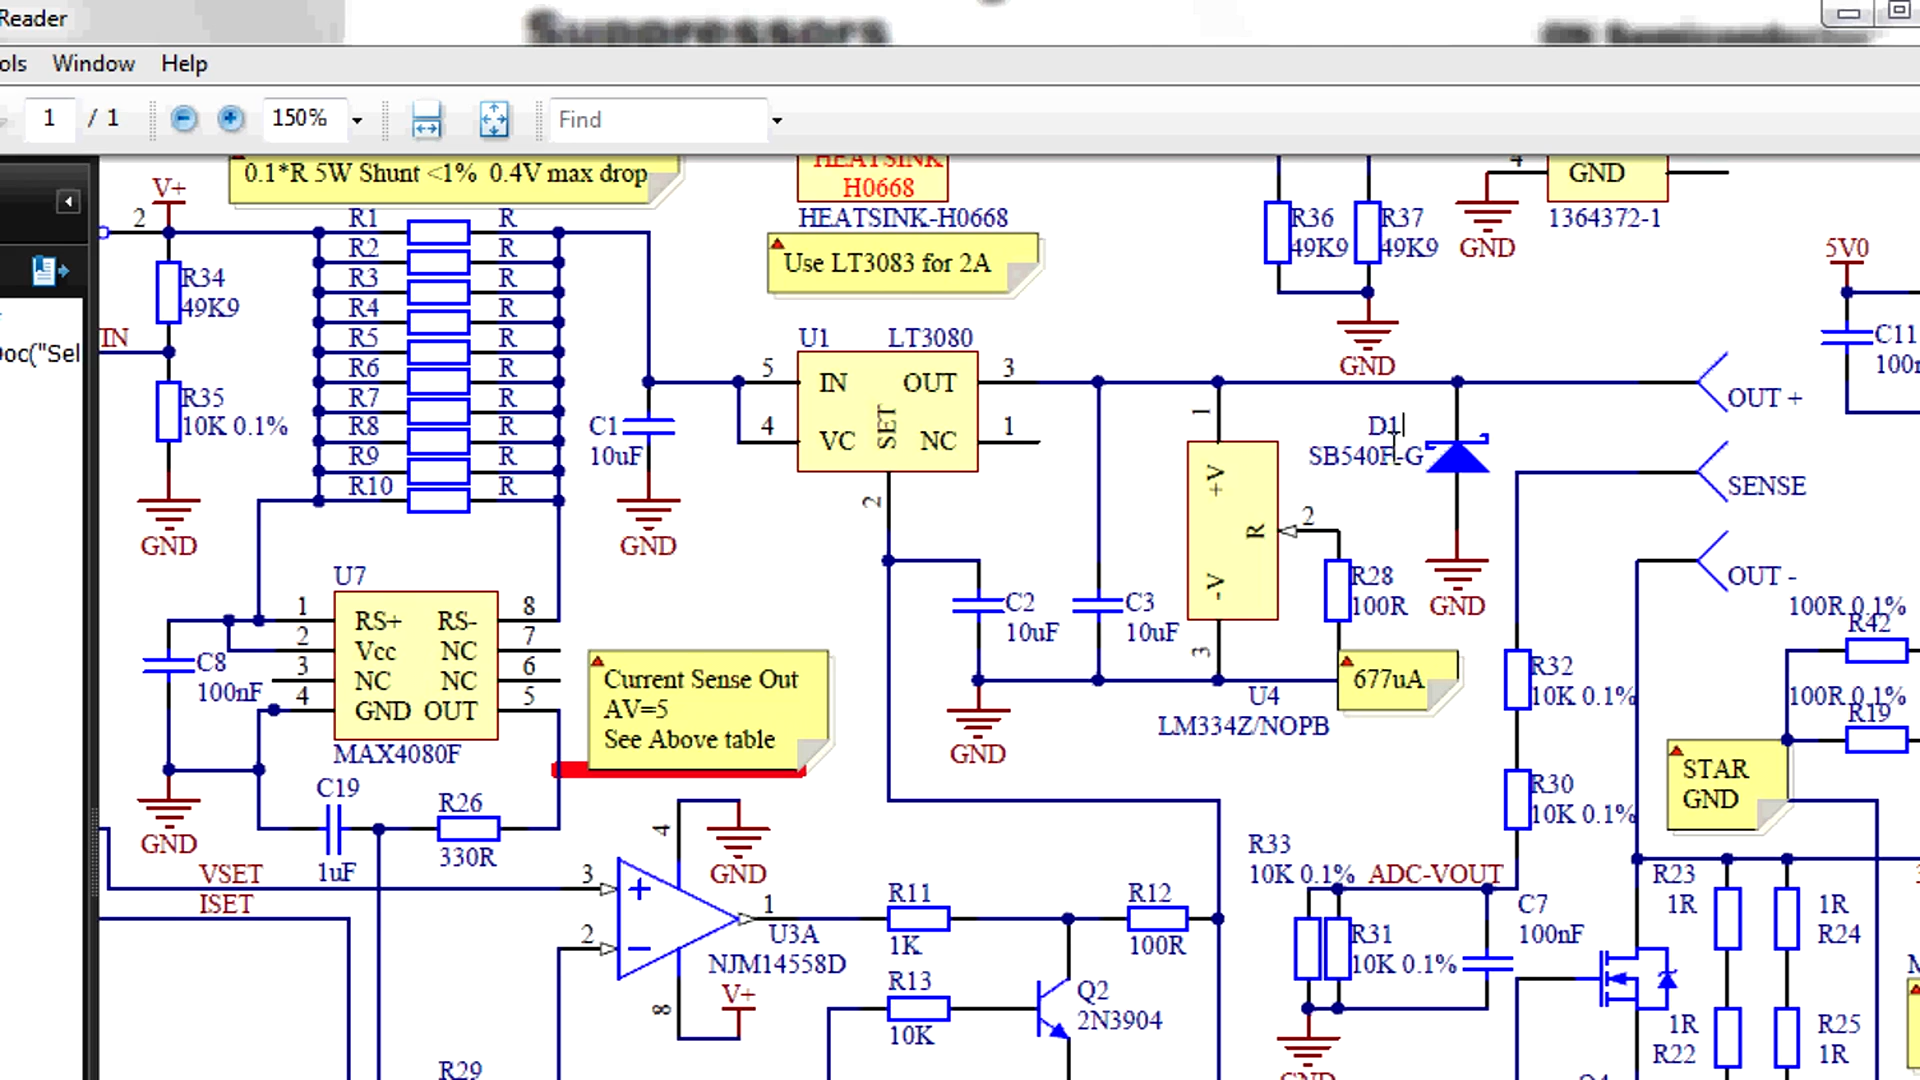 Reader
Suppressors
ols Window Help
1 / 1 150% Find
oc("Sel
0.1*R 5W Shunt <1% 0.4V max drop
HEATSINK
H0668
HEATSINK-H0668
Use LT3083 for 2A
V+
2
R34
49K9
IN
R35
10K 0.1%
GND
R1 R
R2 R
R3 R
R4 R
R5 R
R6 R
R7 R
R8 R
R9 R
R10 R
C1
10uF
GND
U1 LT3080
5 IN OUT 3
4 VC SET NC 1
2
R36
49K9
R37
49K9
GND
4 GND
1364372-1
GND
5V0
C11
OUT +
SENSE
OUT -
D1
SB540F-G
GND
1
+V
R 2
-V
3
R28
100R
677uA
U4
LM334Z/NOPB
C2
10uF
C3
10uF
GND
U7
1 RS+ RS- 8
2 Vcc NC 7
3 NC NC 6
4 GND OUT 5
MAX4080F
C8
100nF
GND
Current Sense Out
AV=5
See Above table
C19
1uF
R26
330R
VSET
ISET
4
GND
3 +
2 -
1
U3A
NJM14558D
8
V+
R11
1K
R12
100R
R13
10K
Q2
2N3904
R29
R32
10K 0.1%
R30
10K 0.1%
R33
10K 0.1%
ADC-VOUT
R31
10K 0.1%
C7
100nF
100R 0.1%
R42
100R 0.1%
R19
STAR
GND
R23
1R
1R
R24
1R
R22
R25
1R